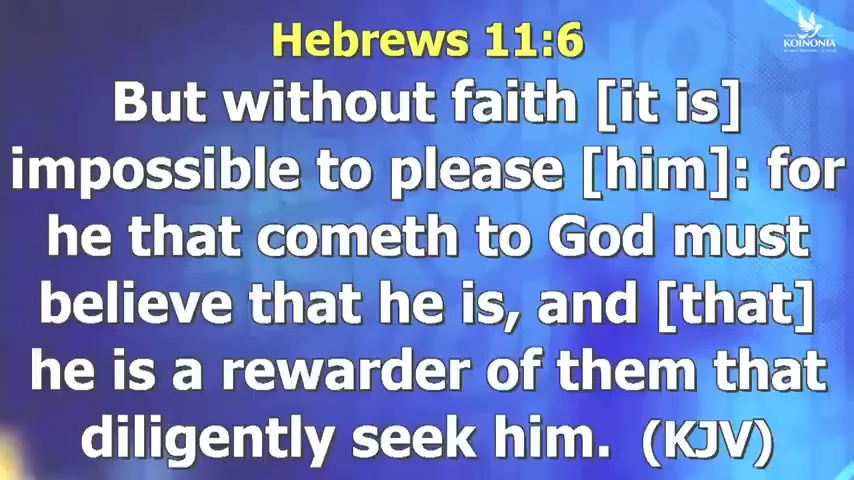 Hebrews 11:6
KOINONIA
But without faith [it is]
impossible to please [him]: for
he that cometh to God must
believe that he is, and [that]
he is a rewarder of them that
diligently seek him. (KJV)